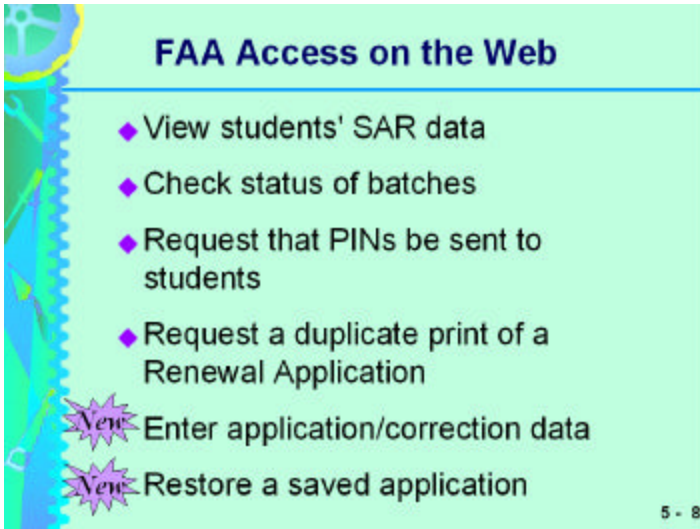 FAA Access on the Web
View students' SAR data
Check status of batches
Request that PINs be sent to
students
Request a duplicate print of a
Renewal Application
New Enter application/correction data
New Restore a saved application
5 - 8